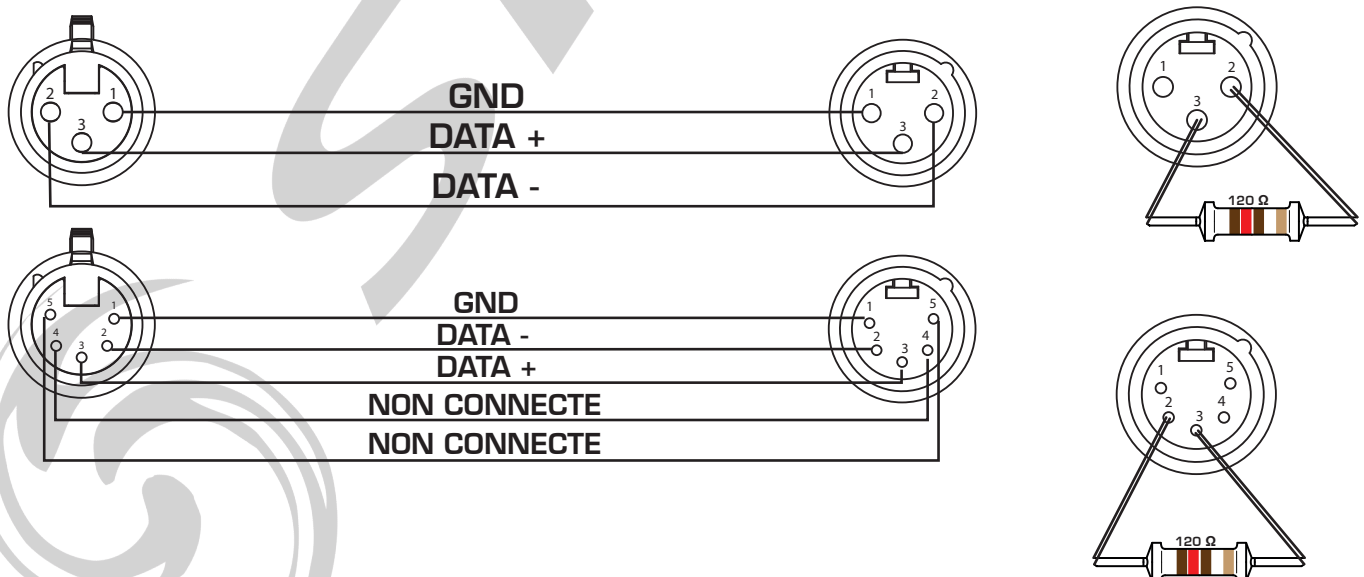 2 1 3
GND
DATA +
DATA -
1 2 3
1 2 3
120 Ω
5 1 4 2 3
GND
DATA -
DATA +
NON CONNECTE
NON CONNECTE
1 5 2 4 3
1 5 2 4 3
120 Ω